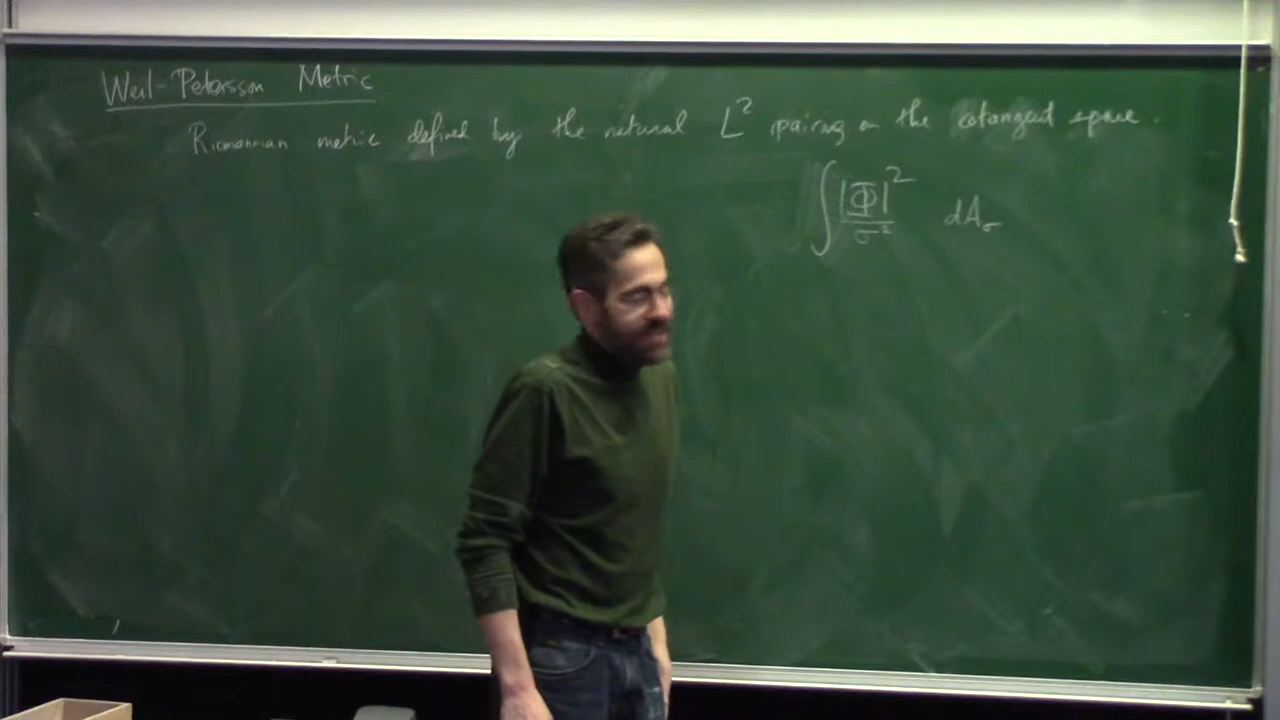 Weil-Petersson Metric
Riemannian metric defined by the natural L² pairing on the cotangent space.
∫ |Φ|²/σ² dA_σ